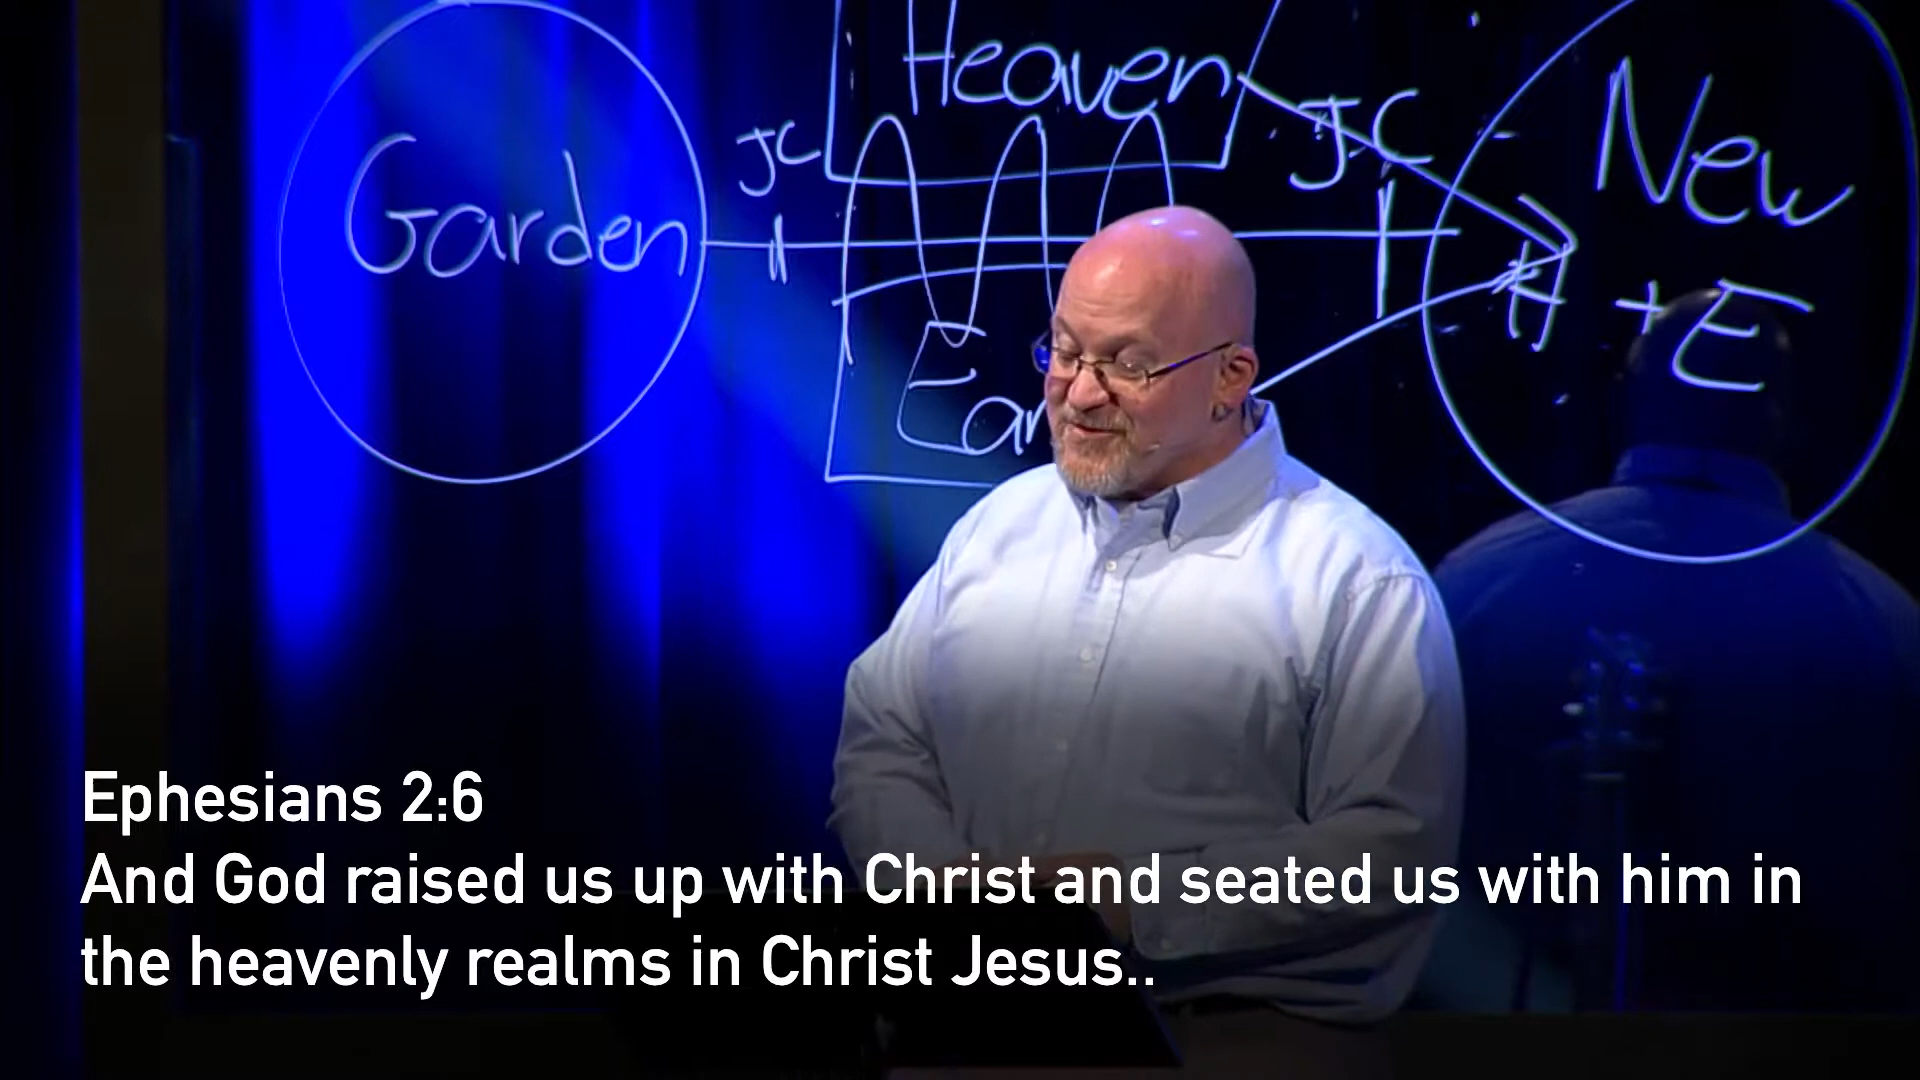 Heaven
JC
JC
Garden
New
H + E
Ear
Ephesians 2:6
And God raised us up with Christ and seated us with him in
the heavenly realms in Christ Jesus..